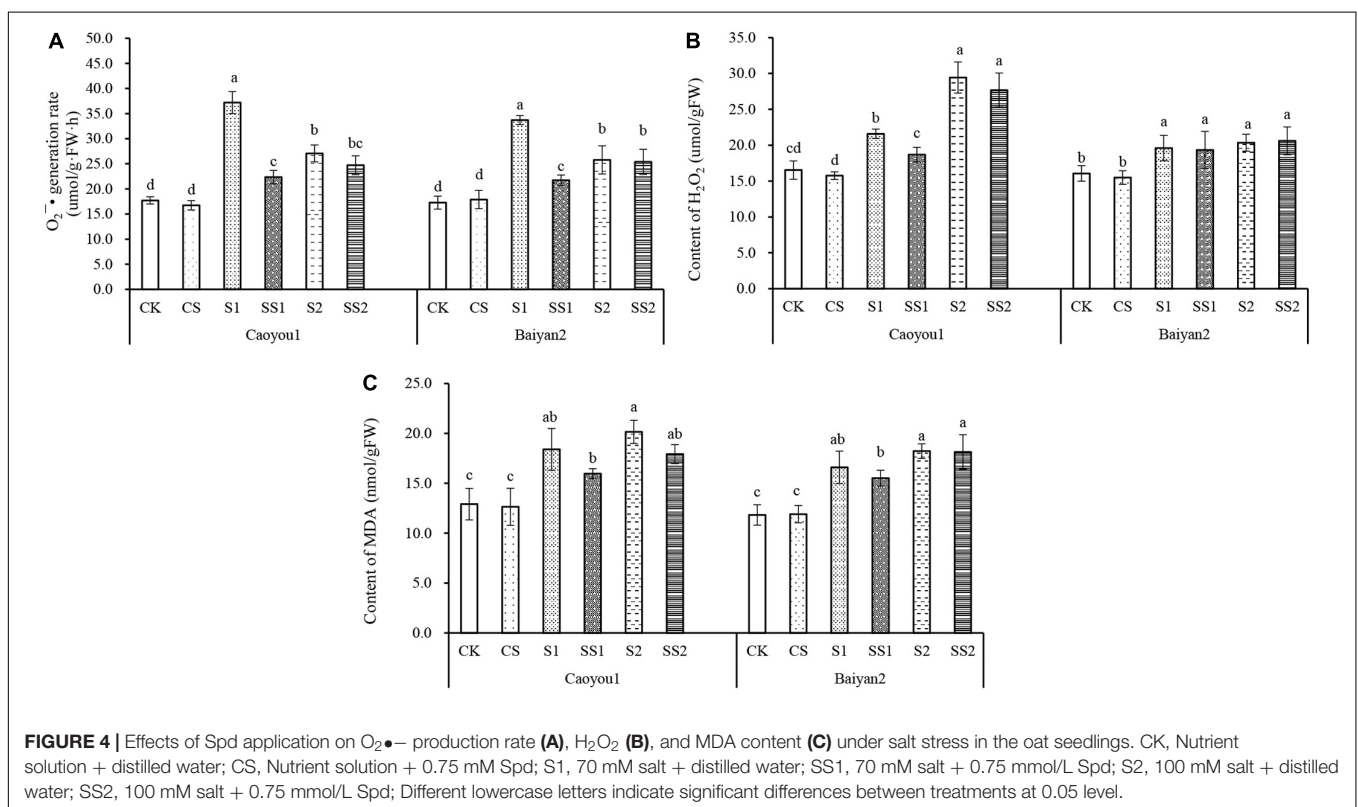 A
B
50.0
45.0
40.0
35.0
30.0
25.0
20.0
15.0
10.0
5.0
0.0
O₂⁻• generation rate
(umol/g·FW·h)
d d a c b bc d d a c b b
CK CS S1 SS1 S2 SS2 CK CS S1 SS1 S2 SS2
Caoyou1 Baiyan2
35.0
30.0
25.0
20.0
15.0
10.0
5.0
0.0
Content of H₂O₂ (umol/gFW)
cd d b c a a b b a a a a
CK CS S1 SS1 S2 SS2 CK CS S1 SS1 S2 SS2
Caoyou1 Baiyan2
C
25.0
20.0
15.0
10.0
5.0
0.0
Content of MDA (nmol/gFW)
c c ab b a ab c c ab b a a
CK CS S1 SS1 S2 SS2 CK CS S1 SS1 S2 SS2
Caoyou1 Baiyan2
FIGURE 4 | Effects of Spd application on O₂●− production rate (A), H₂O₂ (B), and MDA content (C) under salt stress in the oat seedlings. CK, Nutrient
solution + distilled water; CS, Nutrient solution + 0.75 mM Spd; S1, 70 mM salt + distilled water; SS1, 70 mM salt + 0.75 mmol/L Spd; S2, 100 mM salt + distilled
water; SS2, 100 mM salt + 0.75 mmol/L Spd; Different lowercase letters indicate significant differences between treatments at 0.05 level.